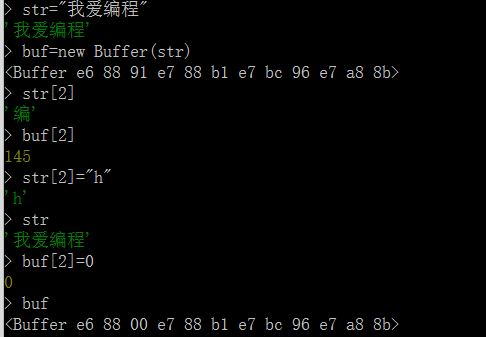 > str="我爱编程"
'我爱编程'
> buf=new Buffer(str)
<Buffer e6 88 91 e7 88 b1 e7 bc 96 e7 a8 8b>
> str[2]
'编'
> buf[2]
145
> str[2]="h"
'h'
> str
'我爱编程'
> buf[2]=0
0
> buf
<Buffer e6 88 00 e7 88 b1 e7 bc 96 e7 a8 8b>